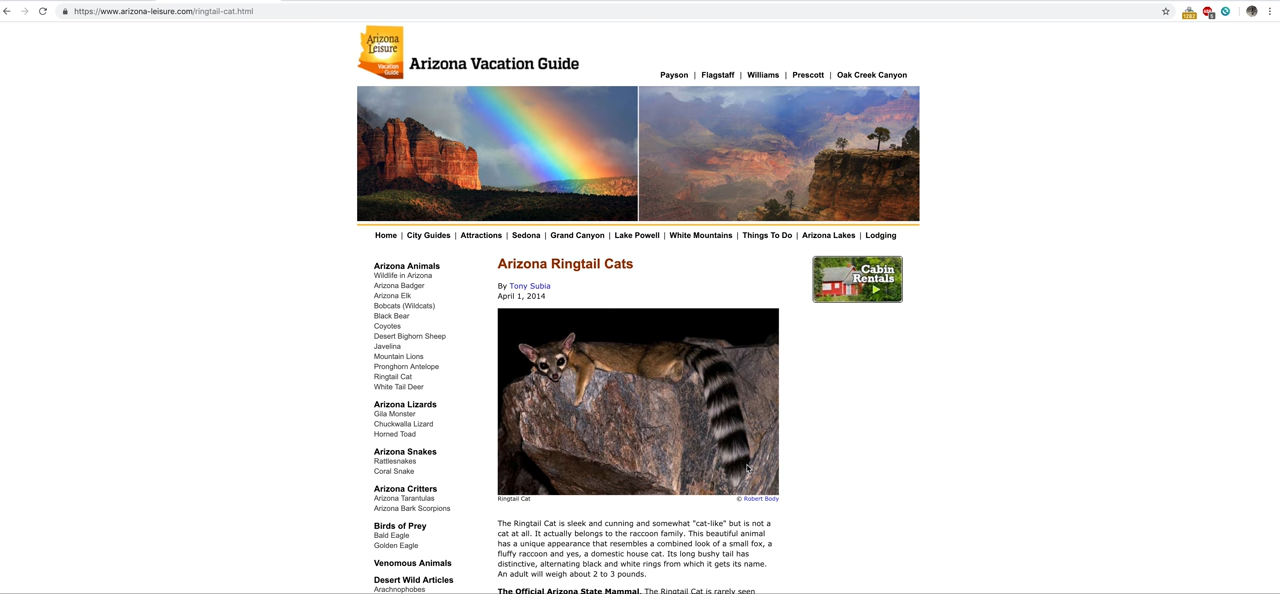 https://www.arizona-leisure.com/ringtail-cat.html
Arizona
Leisure
Vacation
Guide
Arizona Vacation Guide
Payson | Flagstaff | Williams | Prescott | Oak Creek Canyon
Home | City Guides | Attractions | Sedona | Grand Canyon | Lake Powell | White Mountains | Things To Do | Arizona Lakes | Lodging
Arizona Animals
Wildlife in Arizona
Arizona Badger
Arizona Elk
Bobcats (Wildcats)
Black Bear
Coyotes
Desert Bighorn Sheep
Javelina
Mountain Lions
Pronghorn Antelope
Ringtail Cat
White Tail Deer
Arizona Lizards
Gila Monster
Chuckwalla Lizard
Horned Toad
Arizona Snakes
Rattlesnakes
Coral Snake
Arizona Critters
Arizona Tarantulas
Arizona Bark Scorpions
Birds of Prey
Bald Eagle
Golden Eagle
Venomous Animals
Desert Wild Articles
Arachnophobes
Arizona Ringtail Cats
By Tony Subia
April 1, 2014
Ringtail Cat
© Robert Body
The Ringtail Cat is sleek and cunning and somewhat "cat-like" but is not a
cat at all. It actually belongs to the raccoon family. This beautiful animal
has a unique appearance that resembles a combined look of a small fox, a
fluffy raccoon and yes, a domestic house cat. Its long bushy tail has
distinctive, alternating black and white rings from which it gets its name.
An adult will weigh about 2 to 3 pounds.
The Official Arizona State Mammal. The Ringtail Cat is rarely seen
Cabin
Rentals